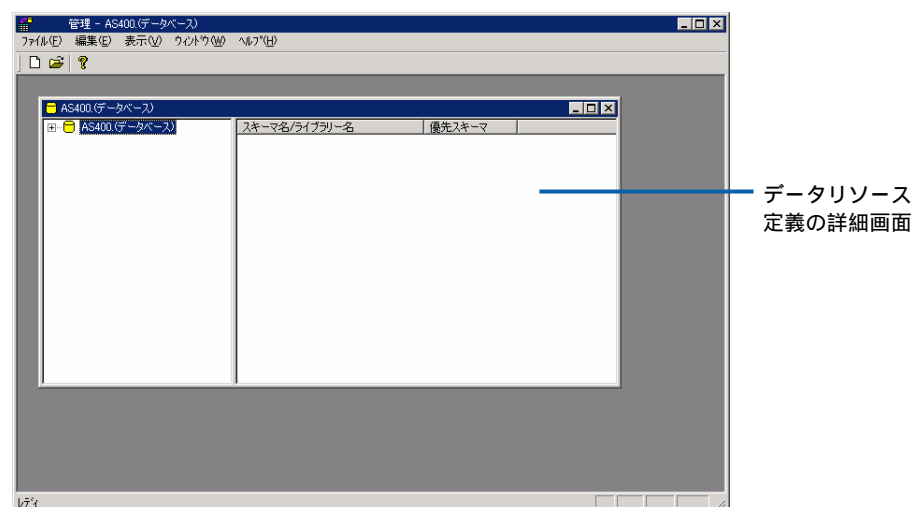 管理 - AS400.(データベース)
ファイル(F) 編集(E) 表示(V) ウィンドウ(W) ヘルプ(H)
AS400.(データベース)
AS400.(データベース)
スキーマ名/ライブラリー名 優先スキーマ
データリソース
定義の詳細画面
レディ